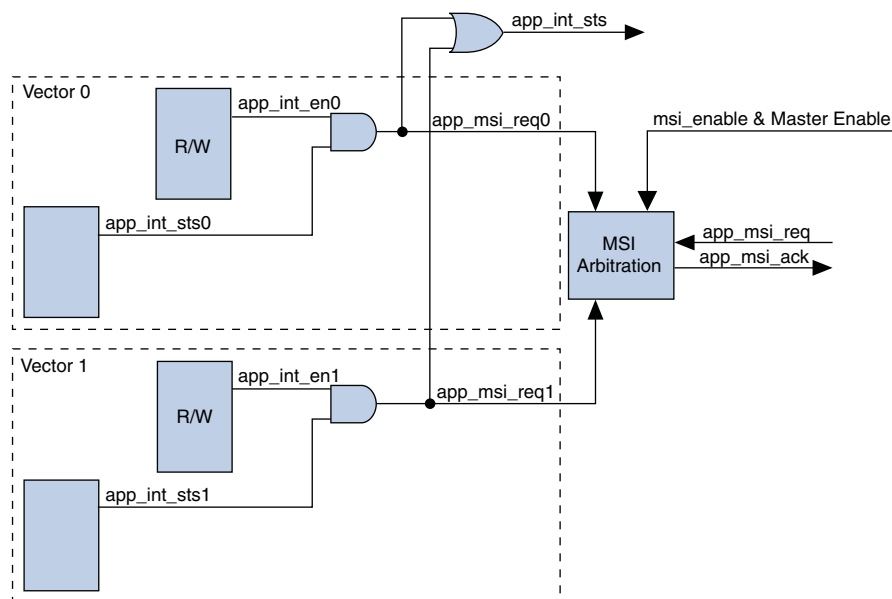 app_int_sts
Vector 0
app_int_en0
R/W
app_msi_req0
msi_enable & Master Enable
app_int_sts0
MSI
Arbitration
app_msi_req
app_msi_ack
Vector 1
app_int_en1
R/W
app_msi_req1
app_int_sts1